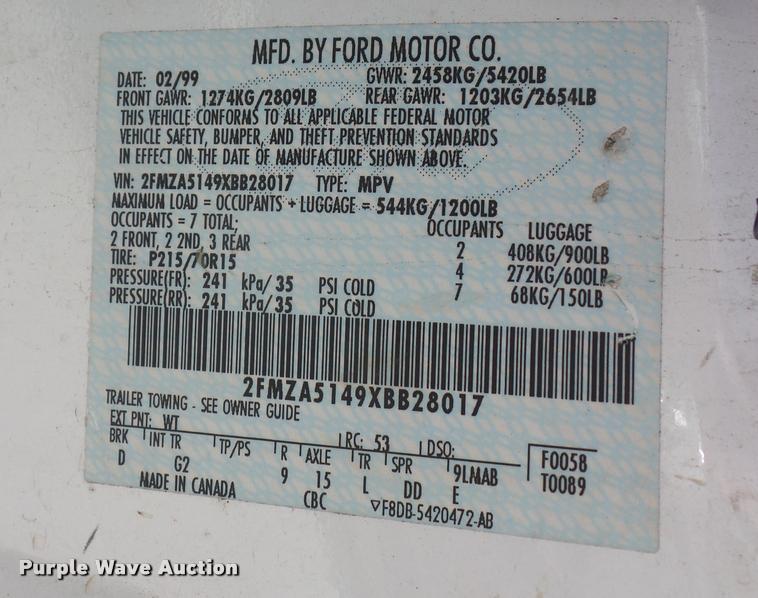 MFD. BY FORD MOTOR CO.
DATE: 02/99 GVWR: 2458KG/5420LB
FRONT GAWR: 1274KG/2809LB REAR GAWR: 1203KG/2654LB
THIS VEHICLE CONFORMS TO ALL APPLICABLE FEDERAL MOTOR
VEHICLE SAFETY, BUMPER, AND THEFT PREVENTION STANDARDS
IN EFFECT ON THE DATE OF MANUFACTURE SHOWN ABOVE.
VIN: 2FMZA5149XBB28017 TYPE: MPV
MAXIMUM LOAD = OCCUPANTS + LUGGAGE = 544KG/1200LB
OCCUPANTS = 7 TOTAL; OCCUPANTS LUGGAGE
2 FRONT, 2 2ND, 3 REAR 2 408KG/900LB
TIRE: P215/70R15 4 272KG/600LB
PRESSURE(FR): 241 kPa/35 PSI COLD 7 68KG/150LB
PRESSURE(RR): 241 kPa/35 PSI COLD
2FMZA5149XBB28017
TRAILER TOWING - SEE OWNER GUIDE
EXT PNT: WT RC: 53 DSO:
BRK INT TR TP/PS R AXLE TR SPR 9LMAB F0058
D G2 9 15 L DD E T0089
MADE IN CANADA CBC ▽F8DB-5420472-AB
Purple Wave Auction